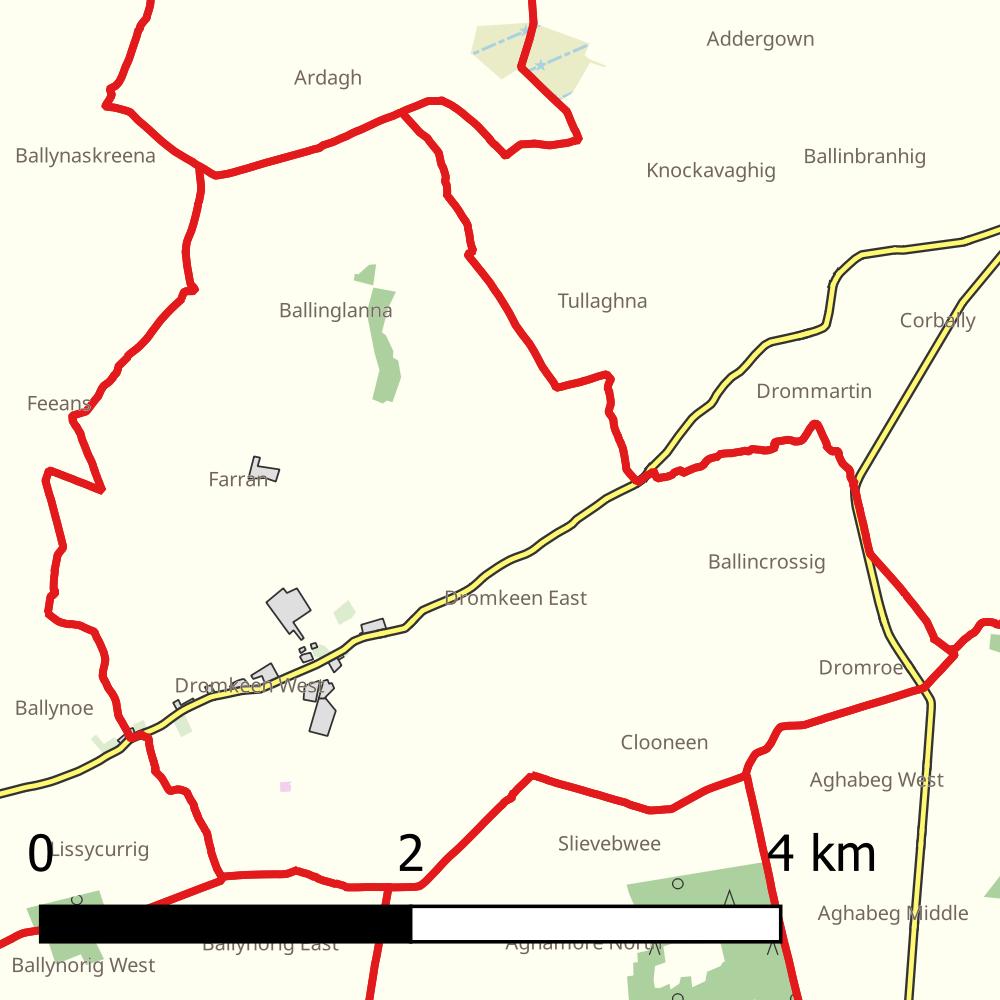 Addergown
Ardagh
Ballynaskreena
Ballinbranhig
Knockavaghig
Tullaghna
Ballinglanna
Corbally
Drommartin
Feeans
Farran
Ballincrossig
Dromkeen East
Dromroe
Dromkeen West
Ballynoe
Clooneen
Aghabeg West
Slievebwee
Lissycurrig
0 2 4 km
Aghabeg Middle
Ballynorig East
Aghamore North
Ballynorig West